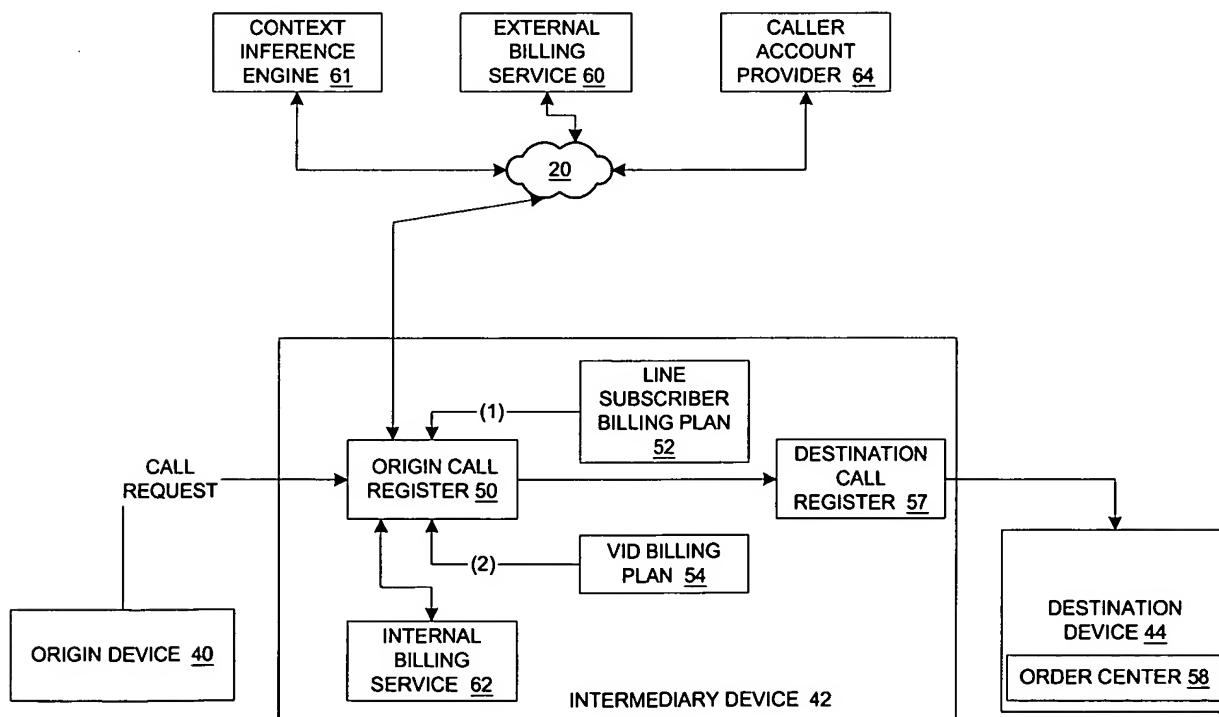 CONTEXT
INFERENCE
ENGINE 61
EXTERNAL
BILLING
SERVICE 60
CALLER
ACCOUNT
PROVIDER 64
20
LINE
SUBSCRIBER
BILLING PLAN
52
(1)
CALL
REQUEST
ORIGIN CALL
REGISTER 50
DESTINATION
CALL
REGISTER 57
(2)
VID BILLING
PLAN 54
ORIGIN DEVICE 40
INTERNAL
BILLING
SERVICE 62
DESTINATION
DEVICE 44
ORDER CENTER 58
INTERMEDIARY DEVICE 42